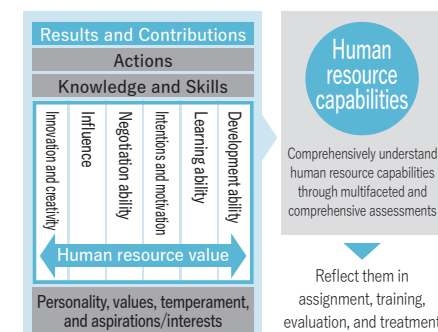 Results and Contributions
Actions
Knowledge and Skills
Innovation and creativity
Influence
Negotiation ability
Intentions and motivation
Learning ability
Development ability
Human resource value
Personality, values, temperament,
and aspirations/interests
Human
resource
capabilities
Comprehensively understand
human resource capabilities
through multifaceted and
comprehensive assessments
Reflect them in
assignment, training,
evaluation, and treatment